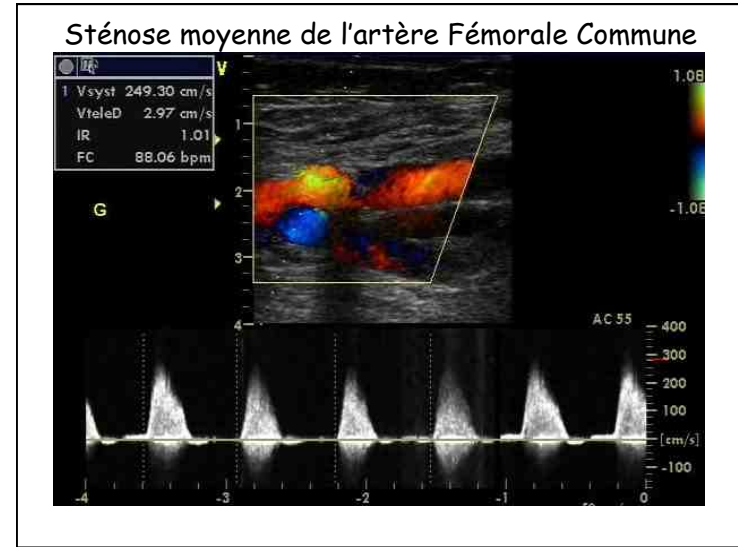 Sténose moyenne de l'artère Fémorale Commune
1 Vsyst 249.30 cm/s
VteleD 2.97 cm/s
IR 1.01
FC 88.06 bpm
V
1.08
1
2
-1.08
G
3
4
AC 55
400
300
200
100
[cm/s]
-100
-4 -3 -2 -1 0